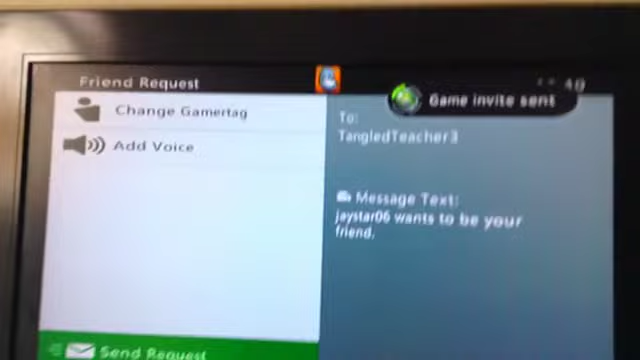 Friend Request
Game invite sent
Change Gamertag
Add Voice
To:
TangledTeacher3
Message Text:
jaystar06 wants to be your
friend.
Send Request